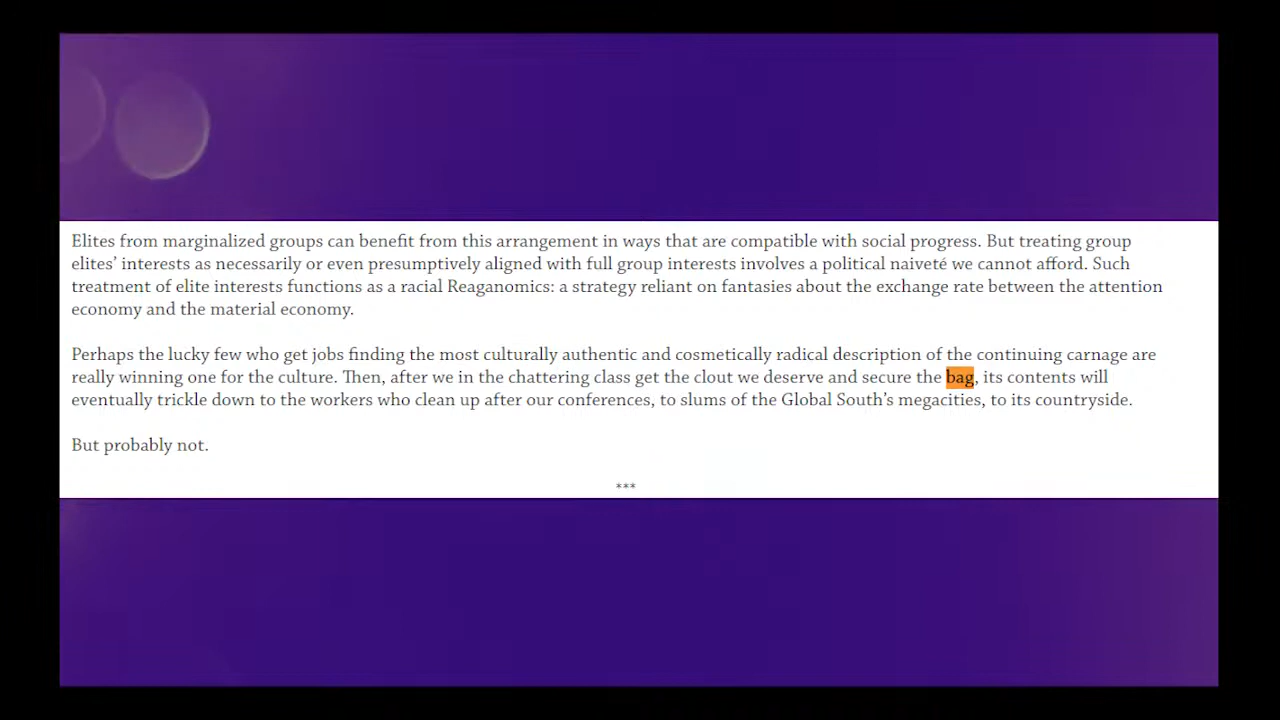 Elites from marginalized groups can benefit from this arrangement in ways that are compatible with social progress. But treating group
elites’ interests as necessarily or even presumptively aligned with full group interests involves a political naiveté we cannot afford. Such
treatment of elite interests functions as a racial Reaganomics: a strategy reliant on fantasies about the exchange rate between the attention
economy and the material economy.
Perhaps the lucky few who get jobs finding the most culturally authentic and cosmetically radical description of the continuing carnage are
really winning one for the culture. Then, after we in the chattering class get the clout we deserve and secure the bag, its contents will
eventually trickle down to the workers who clean up after our conferences, to slums of the Global South’s megacities, to its countryside.
But probably not.
***